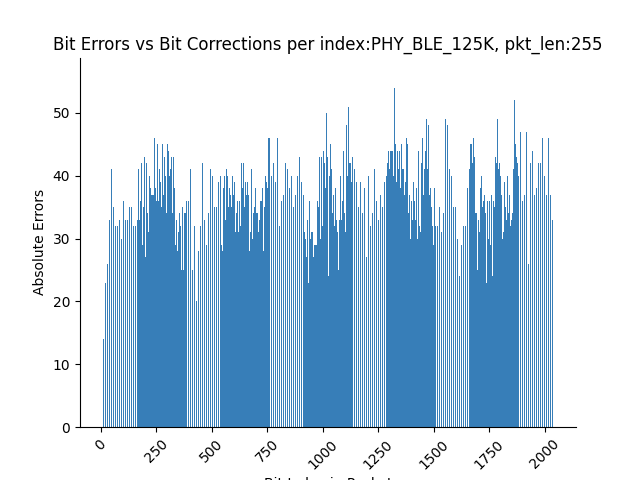 Bit Errors vs Bit Corrections per index:PHY_BLE_125K, pkt_len:255
Absolute Errors
50
40
30
20
10
0
0 250 500 750 1000 1250 1500 1750 2000